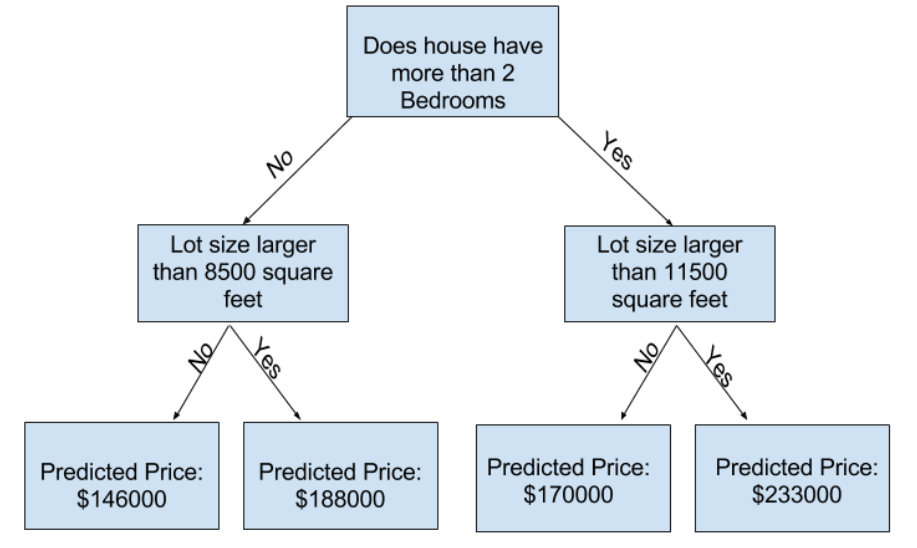 Does house have
more than 2
Bedrooms
No
Yes
Lot size larger
than 8500 square
feet
Lot size larger
than 11500
square feet
No
Yes
No
Yes
Predicted Price:
$146000
Predicted Price:
$188000
Predicted Price:
$170000
Predicted Price:
$233000